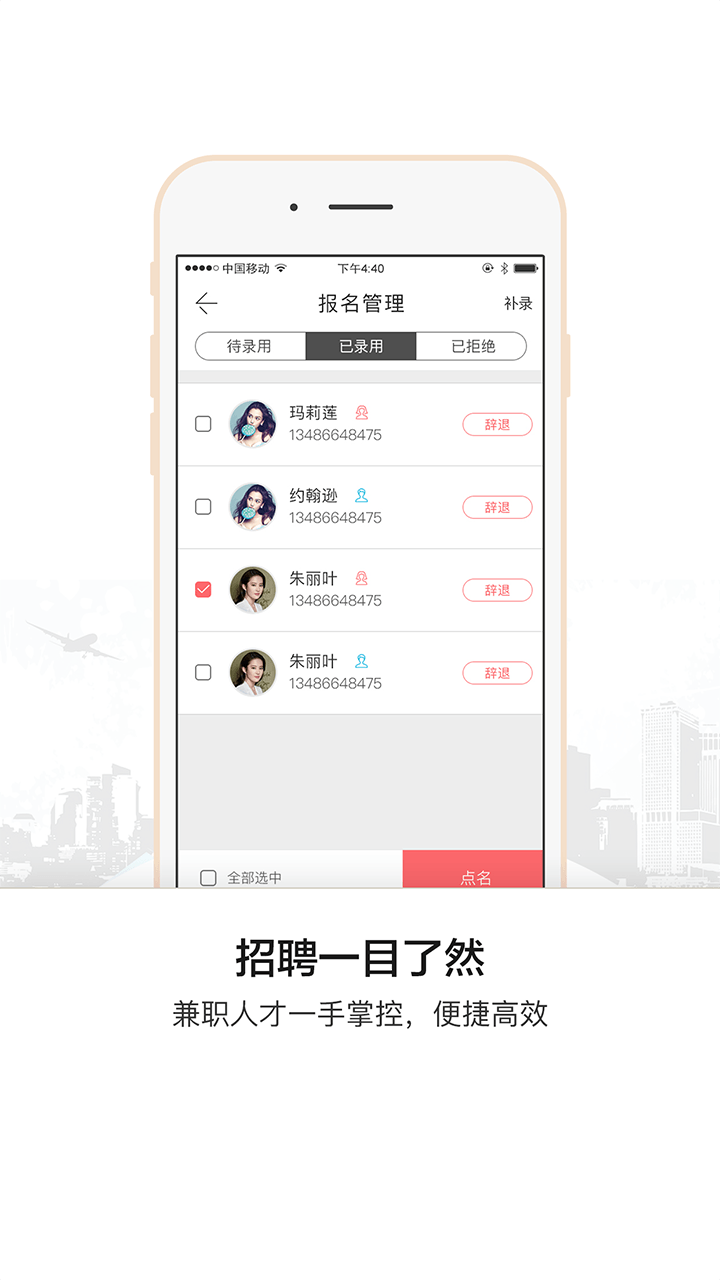 中国移动 下午4:40
报名管理 补录
待录用 已录用 已拒绝
玛莉莲
13486648475 辞退
约翰逊
13486648475 辞退
朱丽叶
13486648475 辞退
朱丽叶
13486648475 辞退
全部选中 点名
招聘一目了然
兼职人才一手掌控，便捷高效